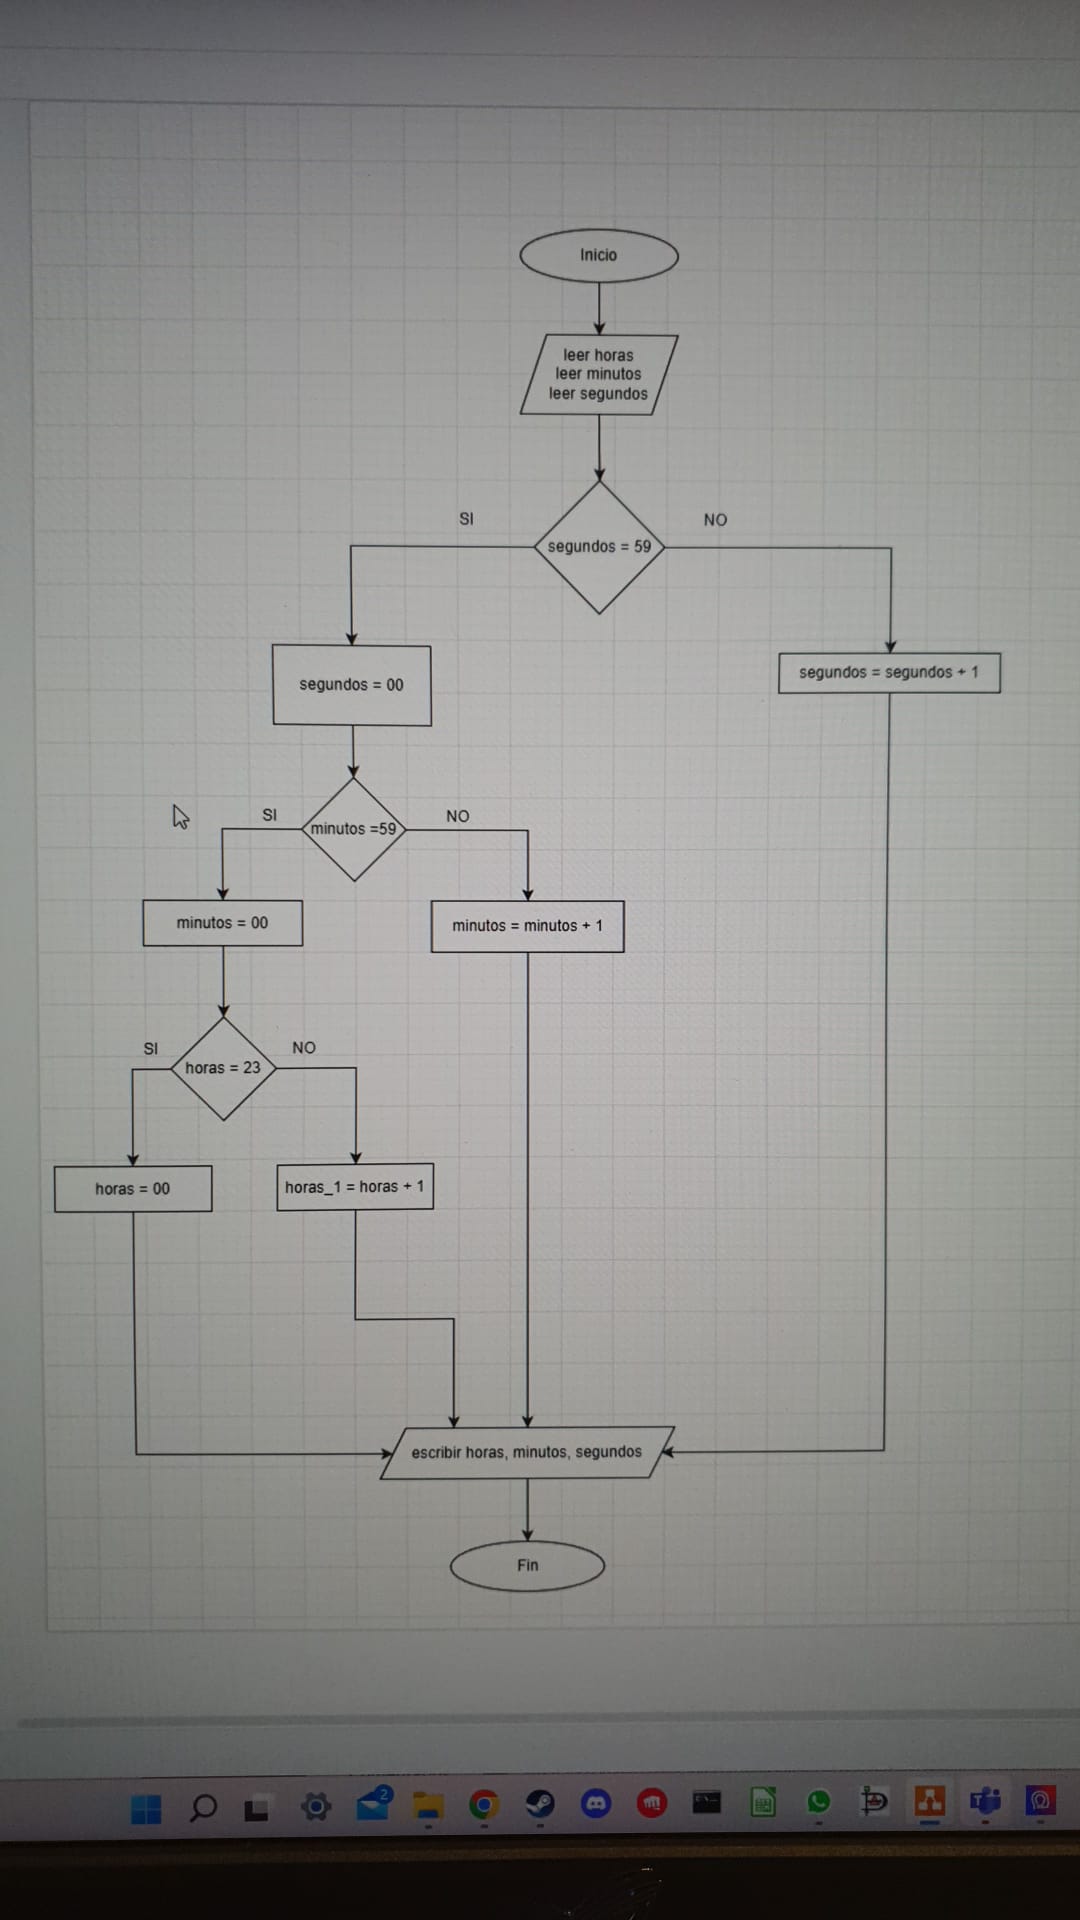 Inicio
leer horas
leer minutos
leer segundos
SI
NO
segundos = 59
segundos = 00
segundos = segundos + 1
SI
NO
minutos =59
minutos = 00
minutos = minutos + 1
SI
NO
horas = 23
horas = 00
horas_1 = horas + 1
escribir horas, minutos, segundos
Fin
2